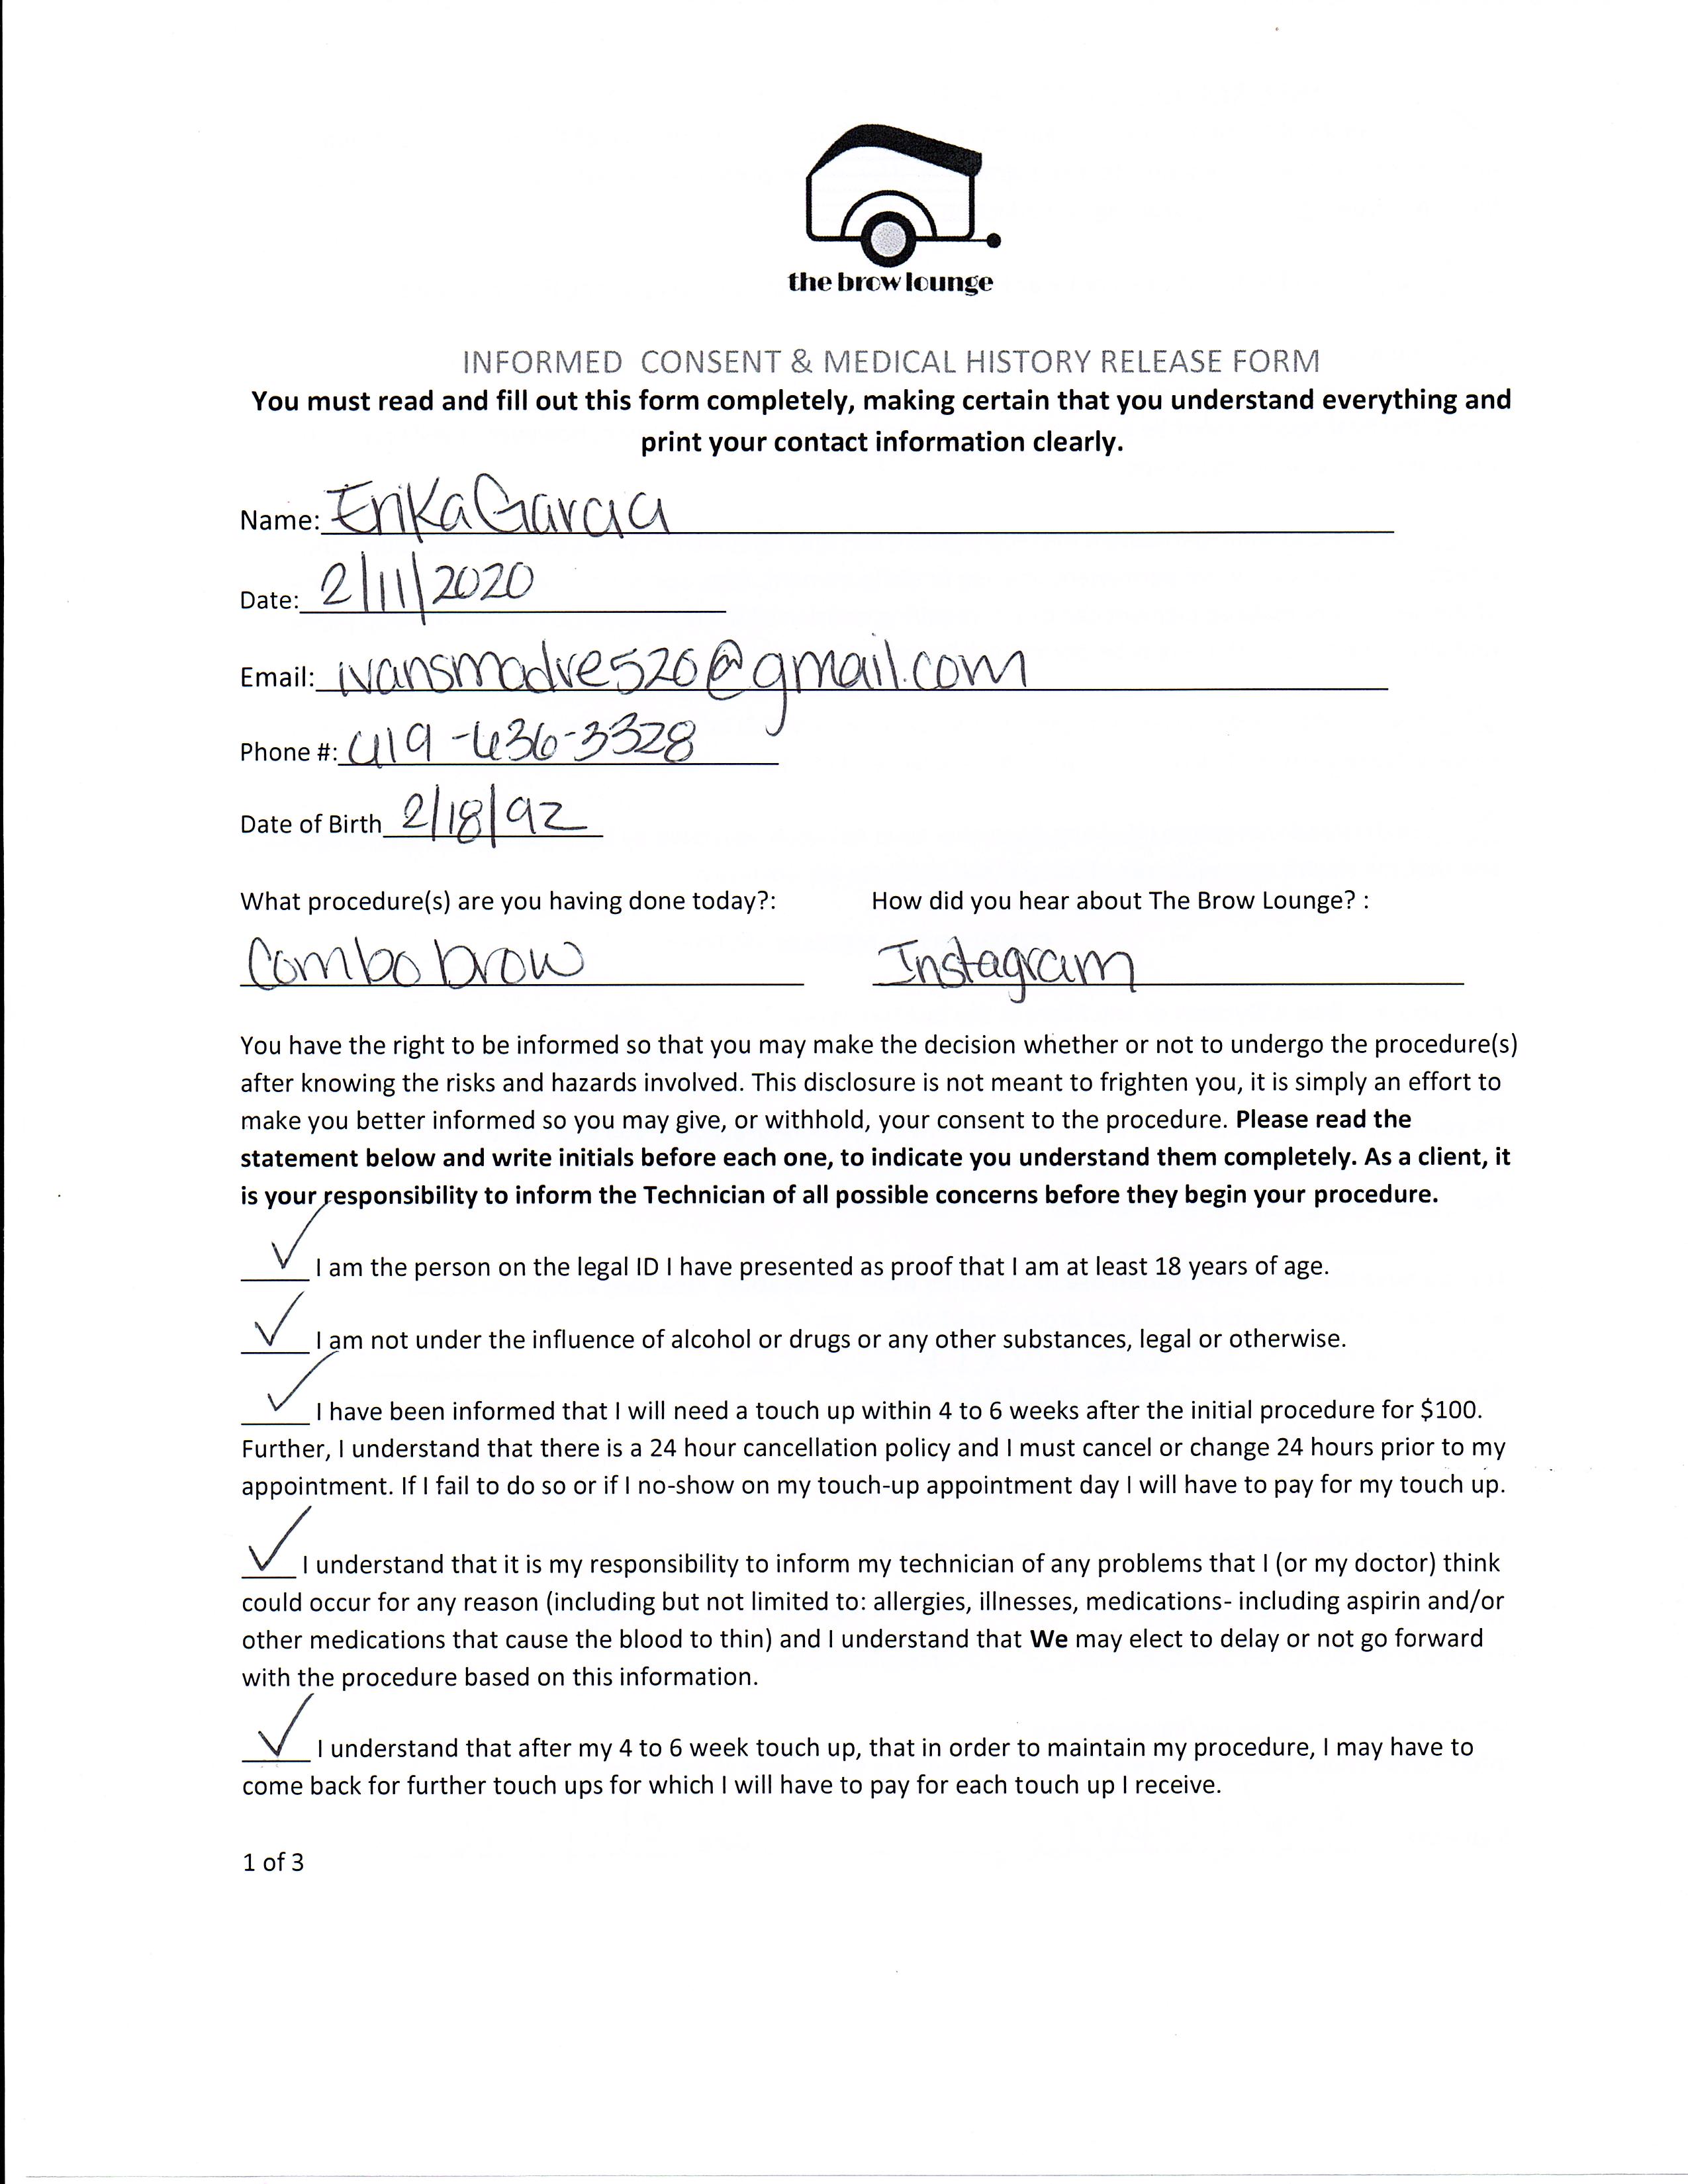 the brow lounge
INFORMED CONSENT & MEDICAL HISTORY RELEASE FORM
You must read and fill out this form completely, making certain that you understand everything and
print your contact information clearly.
Name: Erika Garcia
Date: 2/11/2020
Email: ivansmadre526@gmail.com
Phone #: 419-636-3328
Date of Birth 2/18/92
What procedure(s) are you having done today?: How did you hear about The Brow Lounge? :
Combo brow Instagram
You have the right to be informed so that you may make the decision whether or not to undergo the procedure(s)
after knowing the risks and hazards involved. This disclosure is not meant to frighten you, it is simply an effort to
make you better informed so you may give, or withhold, your consent to the procedure. Please read the
statement below and write initials before each one, to indicate you understand them completely. As a client, it
is your responsibility to inform the Technician of all possible concerns before they begin your procedure.
✓ I am the person on the legal ID I have presented as proof that I am at least 18 years of age.
✓ I am not under the influence of alcohol or drugs or any other substances, legal or otherwise.
✓ I have been informed that I will need a touch up within 4 to 6 weeks after the initial procedure for $100.
Further, I understand that there is a 24 hour cancellation policy and I must cancel or change 24 hours prior to my
appointment. If I fail to do so or if I no-show on my touch-up appointment day I will have to pay for my touch up.
✓ I understand that it is my responsibility to inform my technician of any problems that I (or my doctor) think
could occur for any reason (including but not limited to: allergies, illnesses, medications- including aspirin and/or
other medications that cause the blood to thin) and I understand that We may elect to delay or not go forward
with the procedure based on this information.
✓ I understand that after my 4 to 6 week touch up, that in order to maintain my procedure, I may have to
come back for further touch ups for which I will have to pay for each touch up I receive.
1 of 3